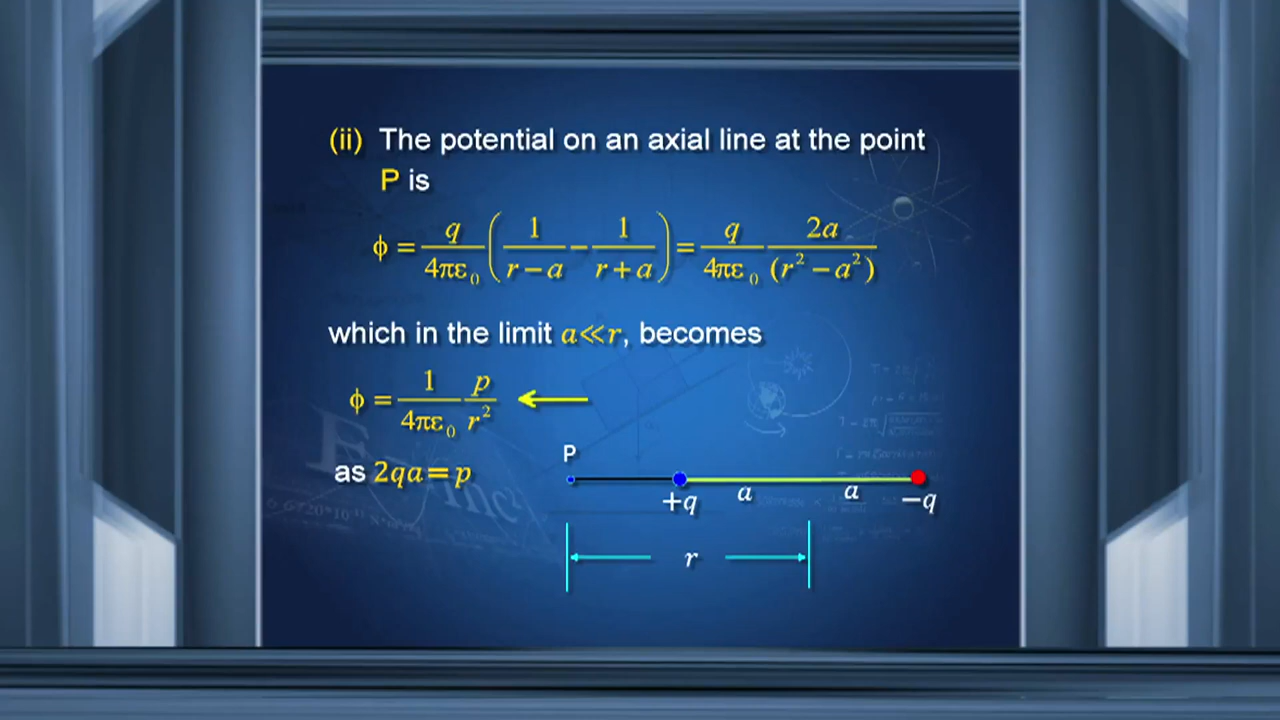 (ii) The potential on an axial line at the point
P is
ϕ = q/4πε₀ (1/(r−a) − 1/(r+a)) = q/4πε₀ 2a/(r²−a²)
which in the limit a≪r, becomes
ϕ = 1/4πε₀ p/r²
as 2qa=p
P
+q a a −q
r